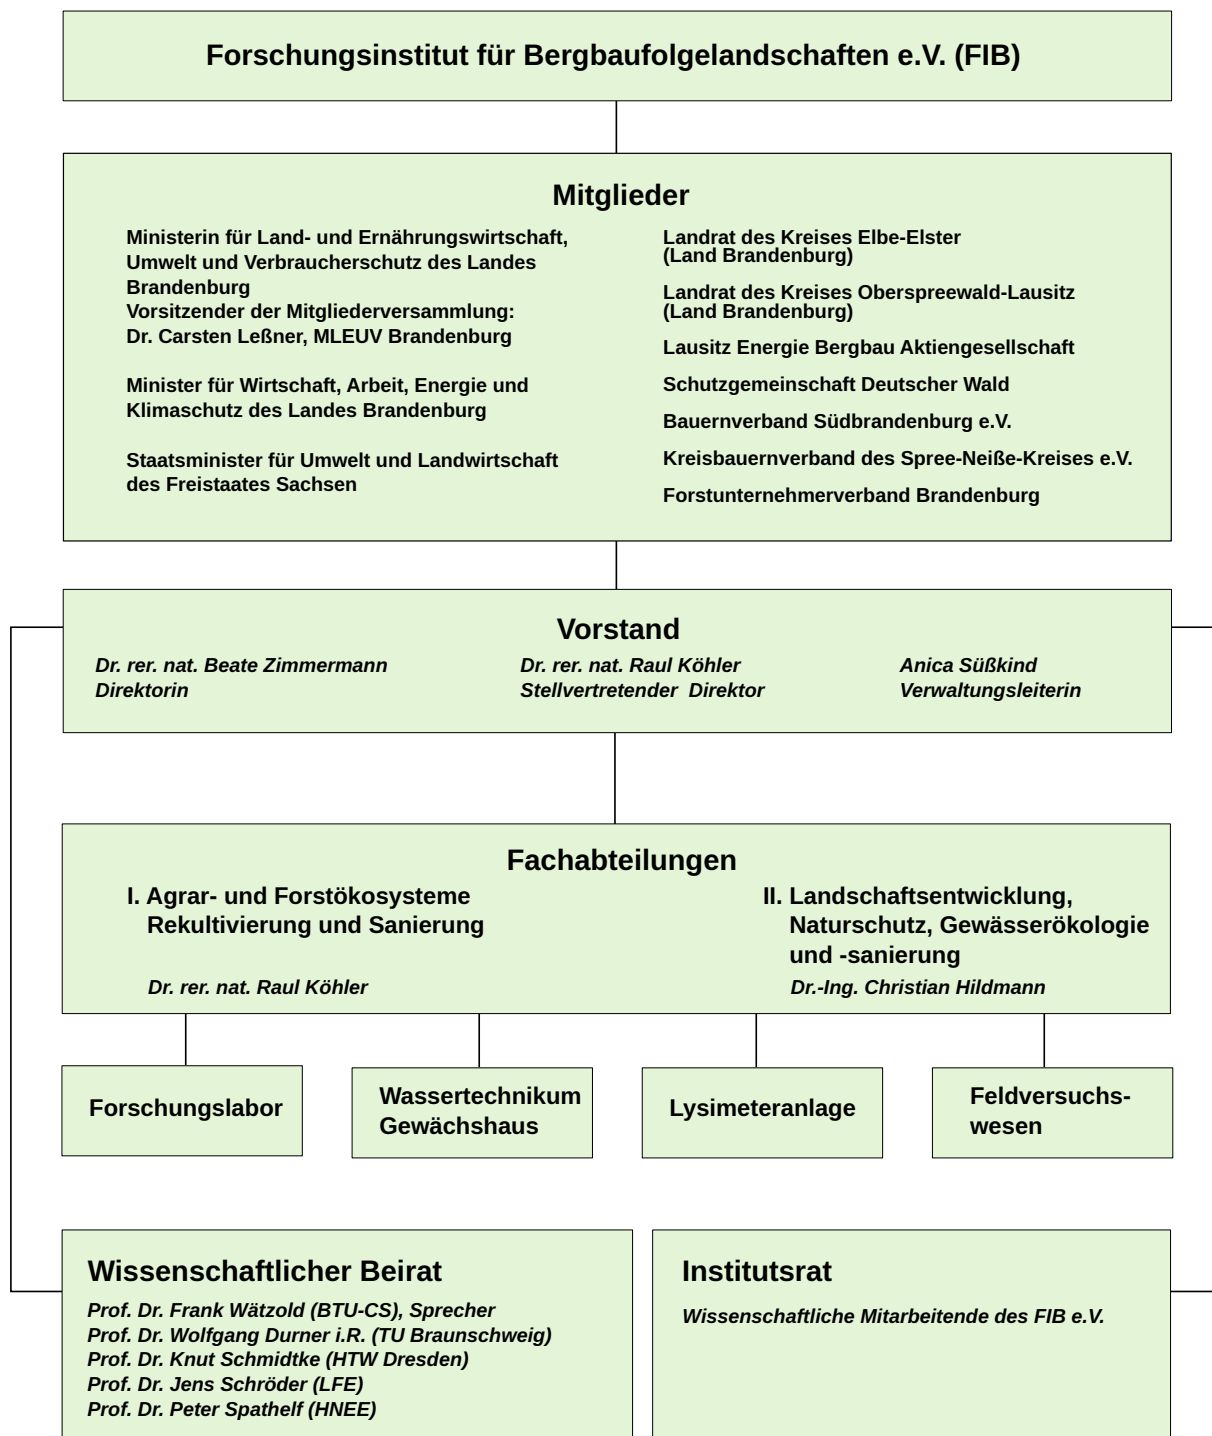 Forschungsinstitut für Bergbaufolgelandschaften e.V. (FIB)
Mitglieder
Ministerin für Land- und Ernährungswirtschaft,
Umwelt und Verbraucherschutz des Landes
Brandenburg
Vorsitzender der Mitgliederversammlung:
Dr. Carsten Leßner, MLEUV Brandenburg
Minister für Wirtschaft, Arbeit, Energie und
Klimaschutz des Landes Brandenburg
Staatsminister für Umwelt und Landwirtschaft
des Freistaates Sachsen
Landrat des Kreises Elbe-Elster
(Land Brandenburg)
Landrat des Kreises Oberspreewald-Lausitz
(Land Brandenburg)
Lausitz Energie Bergbau Aktiengesellschaft
Schutzgemeinschaft Deutscher Wald
Bauernverband Südbrandenburg e.V.
Kreisbauernverband des Spree-Neiße-Kreises e.V.
Forstunternehmerverband Brandenburg
Vorstand
Dr. rer. nat. Beate Zimmermann
Direktorin
Dr. rer. nat. Raul Köhler
Stellvertretender Direktor
Anica Süßkind
Verwaltungsleiterin
Fachabteilungen
I. Agrar- und Forstökosysteme
Rekultivierung und Sanierung
Dr. rer. nat. Raul Köhler
II. Landschaftsentwicklung,
Naturschutz, Gewässerökologie
und -sanierung
Dr.-Ing. Christian Hildmann
Forschungslabor
Wassertechnikum
Gewächshaus
Lysimeteranlage
Feldversuchs-
wesen
Wissenschaftlicher Beirat
Prof. Dr. Frank Wätzold (BTU-CS), Sprecher
Prof. Dr. Wolfgang Durner i.R. (TU Braunschweig)
Prof. Dr. Knut Schmidtke (HTW Dresden)
Prof. Dr. Jens Schröder (LFE)
Prof. Dr. Peter Spathelf (HNEE)
Institutsrat
Wissenschaftliche Mitarbeitende des FIB e.V.